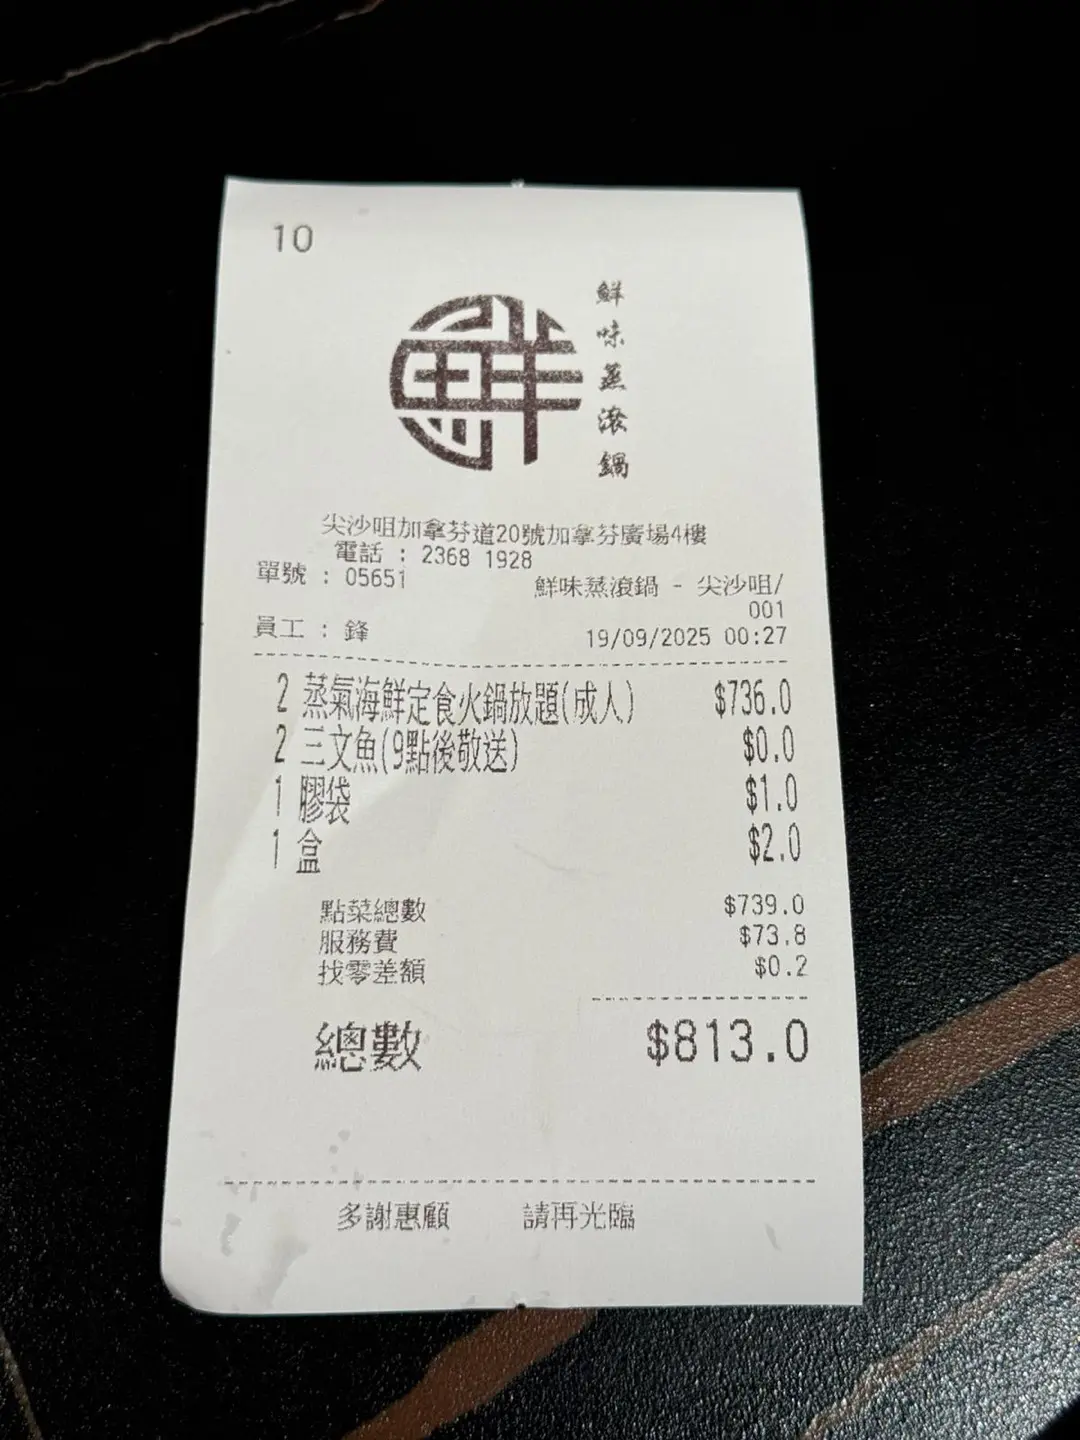 10
鮮
鮮味蒸滾鍋
尖沙咀加拿芬道20號加拿芬廣場4樓
電話 : 2368 1928
單號 : 05651
鮮味蒸滾鍋 - 尖沙咀/
001
員工 : 鋒
19/09/2025 00:27
2 蒸氣海鮮定食火鍋放題(成人) $736.0
2 三文魚(9點後敬送) $0.0
1 膠袋 $1.0
1 盒 $2.0
點菜總數 $739.0
服務費 $73.8
找零差額 $0.2
總數 $813.0
多謝惠顧 請再光臨